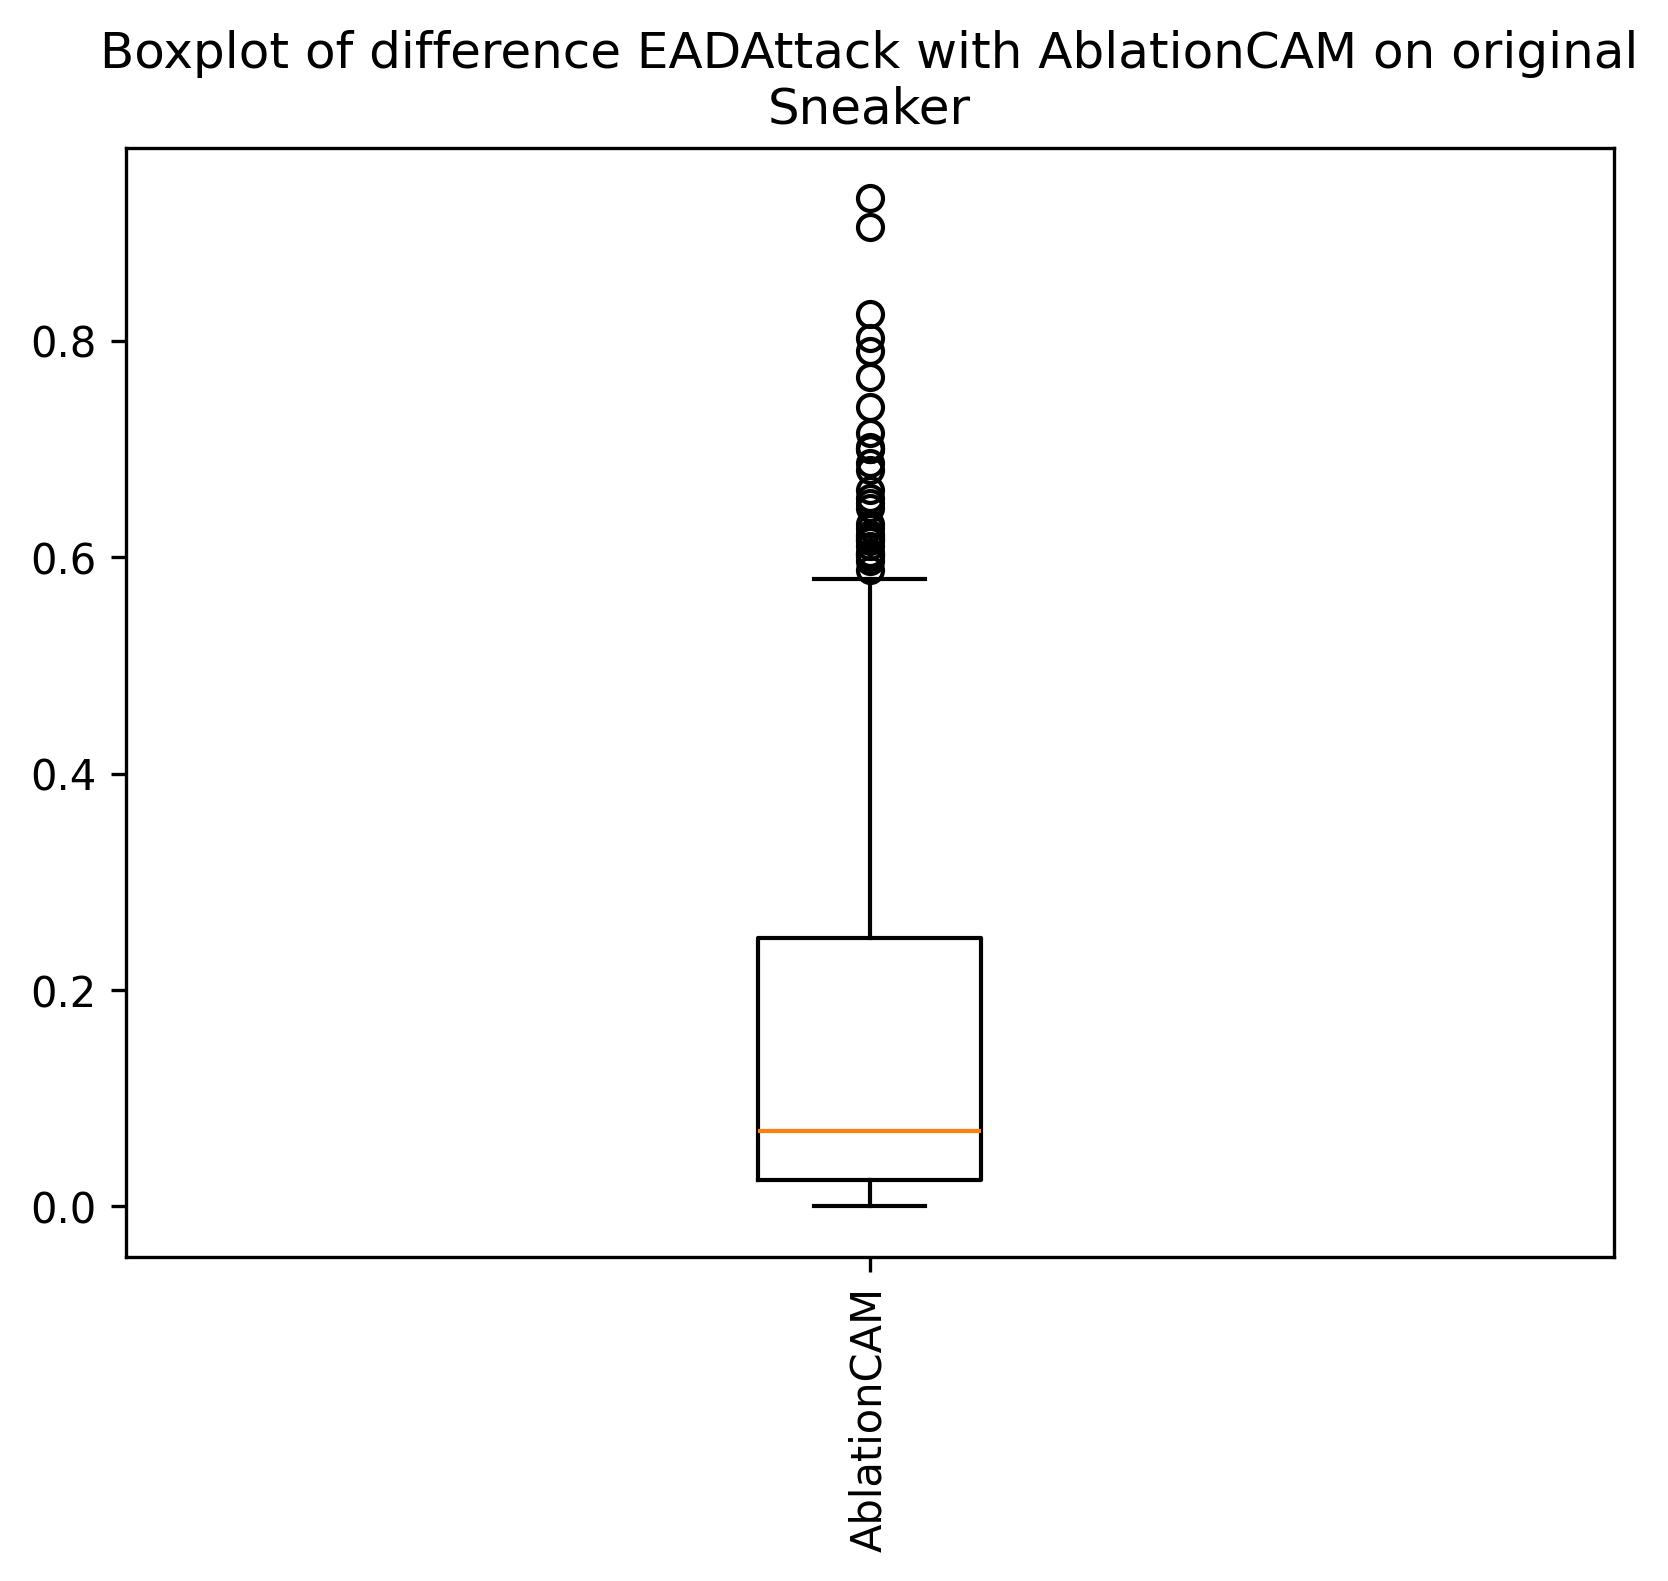 Boxplot of difference EADAttack with AblationCAM on original
Sneaker
0.8
0.6
0.4
0.2
0.0
AblationCAM